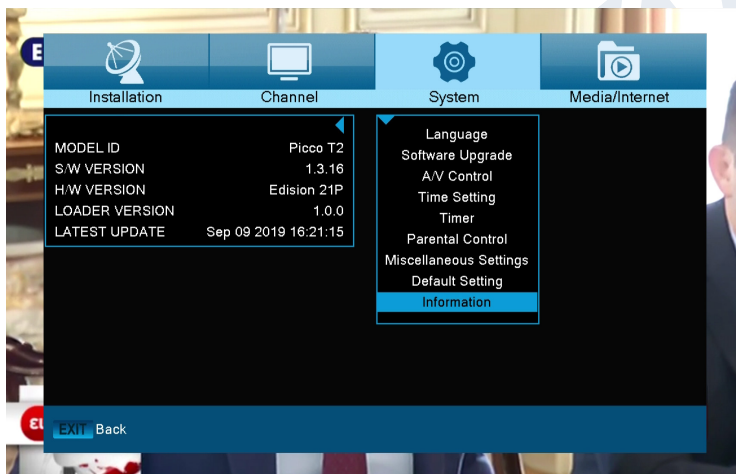 E
Installation
Channel
System
Media/Internet
MODEL ID Picco T2
S/W VERSION 1.3.16
H/W VERSION Edision 21P
LOADER VERSION 1.0.0
LATEST UPDATE Sep 09 2019 16:21:15
Language
Software Upgrade
A/V Control
Time Setting
Timer
Parental Control
Miscellaneous Settings
Default Setting
Information
EXIT Back